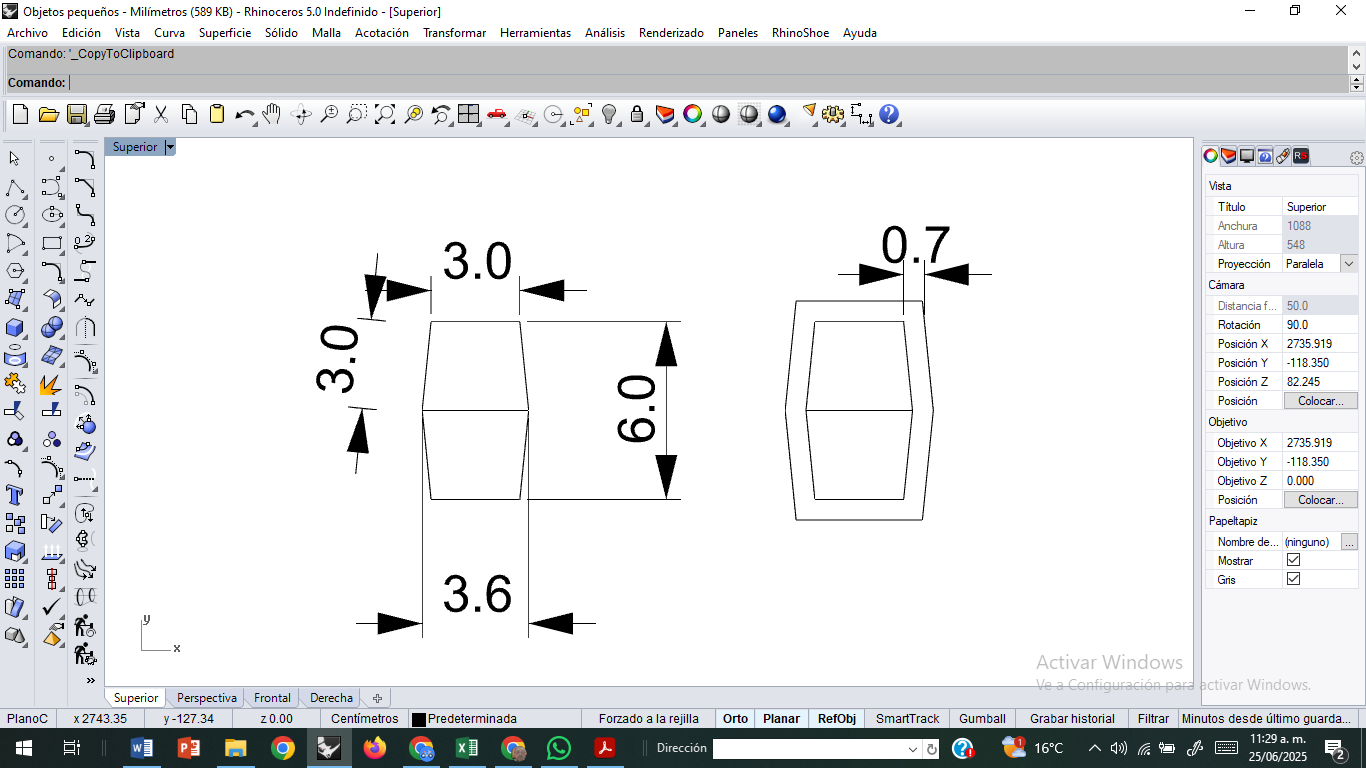 Objetos pequeños - Milímetros (589 KB) - Rhinoceros 5.0 Indefinido - [Superior]
Archivo Edición Vista Curva Superficie Sólido Malla Acotación Transformar Herramientas Análisis Renderizado Paneles RhinoShoe Ayuda
Comando: '_CopyToClipboard
Comando:
Superior
3.0
3.0
6.0
3.6
0.7
y
x
Vista
Título Superior
Anchura 1088
Altura 548
Proyección Paralela
Cámara
Distancia f... 50.0
Rotación 90.0
Posición X 2735.919
Posición Y -118.350
Posición Z 82.245
Posición Colocar...
Objetivo
Objetivo X 2735.919
Objetivo Y -118.350
Objetivo Z 0.000
Posición Colocar...
Papeltapiz
Nombre de... (ninguno) ...
Mostrar
Gris
Activar Windows
Ve a Configuración para activar Windows.
Superior Perspectiva Frontal Derecha
PlanoC x 2743.35 y -127.34 z 0.00 Centímetros Predeterminada Forzado a la rejilla Orto Planar RefObj SmartTrack Gumball Grabar historial Filtrar Minutos desde último guarda...
Dirección 16°C 11:29 a. m.
25/06/2025
2